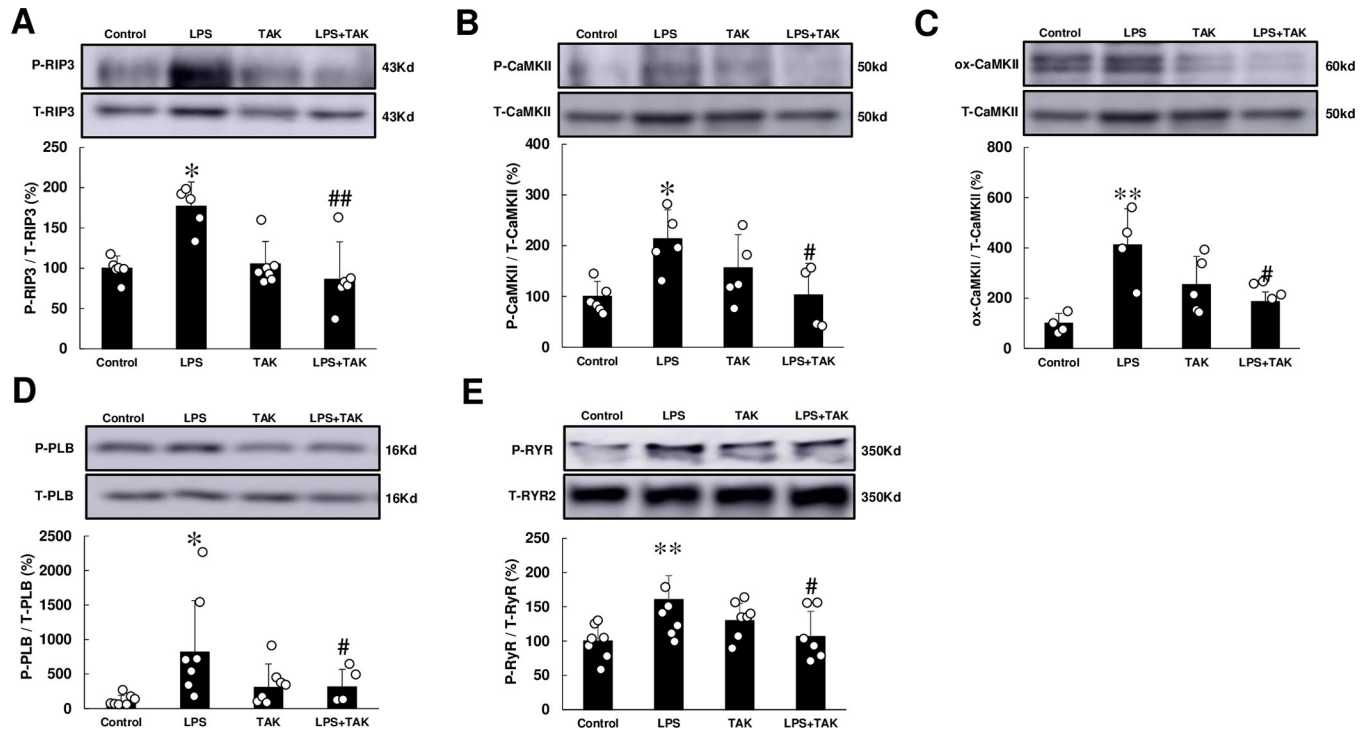 A
Control LPS TAK LPS+TAK
P-RIP3 43Kd
T-RIP3 43Kd
P-RIP3 / T-RIP3 (%)
250
200
150
100
50
0
*
##
Control LPS TAK LPS+TAK
B
Control LPS TAK LPS+TAK
P-CaMKII 50kd
T-CaMKII 50kd
P-CaMKII / T-CaMKII (%)
400
300
200
100
0
*
#
Control LPS TAK LPS+TAK
C
Control LPS TAK LPS+TAK
ox-CaMKII 60kd
T-CaMKII 50kd
ox-CaMKII / T-CaMKII (%)
800
600
400
200
0
**
#
Control LPS TAK LPS+TAK
D
Control LPS TAK LPS+TAK
P-PLB 16Kd
T-PLB 16Kd
P-PLB / T-PLB (%)
2500
2000
1500
1000
500
0
*
#
Control LPS TAK LPS+TAK
E
Control LPS TAK LPS+TAK
P-RYR 350Kd
T-RYR2 350Kd
P-RyR / T-RyR (%)
250
200
150
100
50
0
**
#
Control LPS TAK LPS+TAK